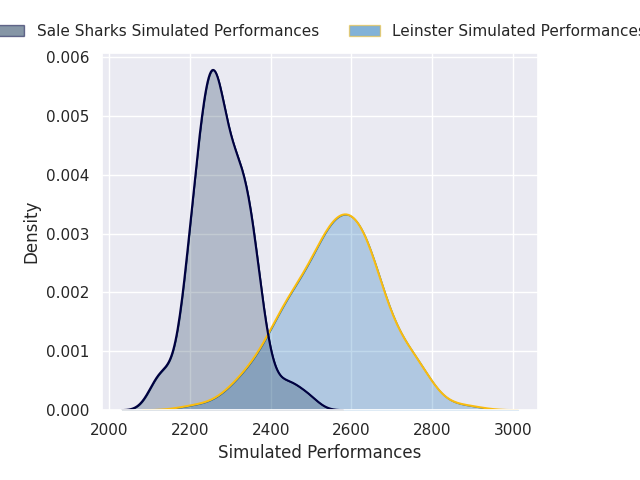 Sale Sharks Simulated Performances
Leinster Simulated Performances
0.006
0.005
0.004
0.003
0.002
0.001
0.000
Density
2000 2200 2400 2600 2800 3000
Simulated Performances